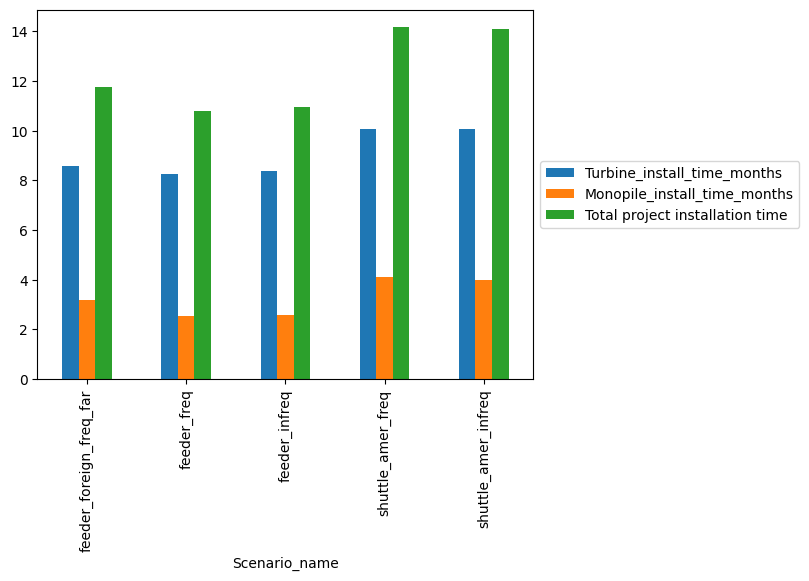 14
12
10
8
6
4
2
0
feeder_foreign_freq_far
feeder_freq
feeder_infreq
shuttle_amer_freq
shuttle_amer_infreq
Scenario_name
Turbine_install_time_months
Monopile_install_time_months
Total project installation time